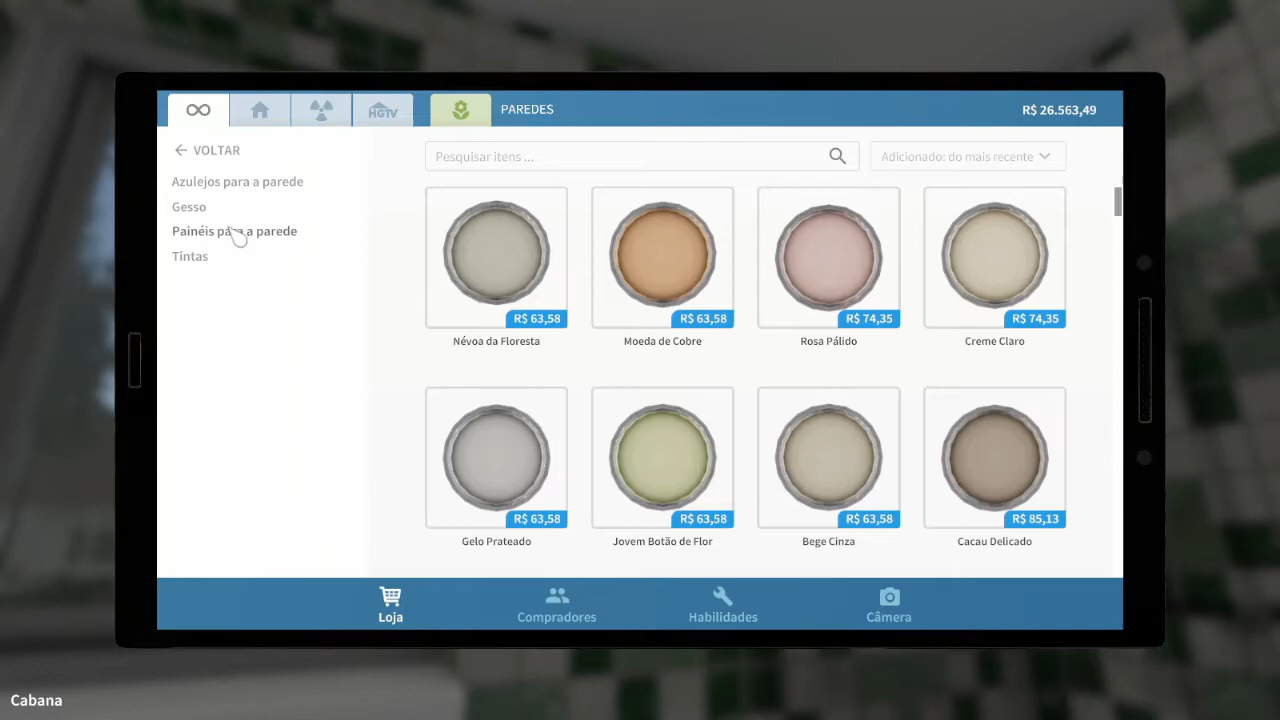 HGTV
PAREDES
R$ 26.563,49
VOLTAR
Azulejos para a parede
Gesso
Painéis para a parede
Tintas
Pesquisar itens ...
Adicionado: do mais recente
R$ 63,58
R$ 63,58
R$ 74,35
R$ 74,35
Névoa da Floresta
Moeda de Cobre
Rosa Pálido
Creme Claro
R$ 63,58
R$ 63,58
R$ 63,58
R$ 85,13
Gelo Prateado
Jovem Botão de Flor
Bege Cinza
Cacau Delicado
Loja
Compradores
Habilidades
Câmera
Cabana